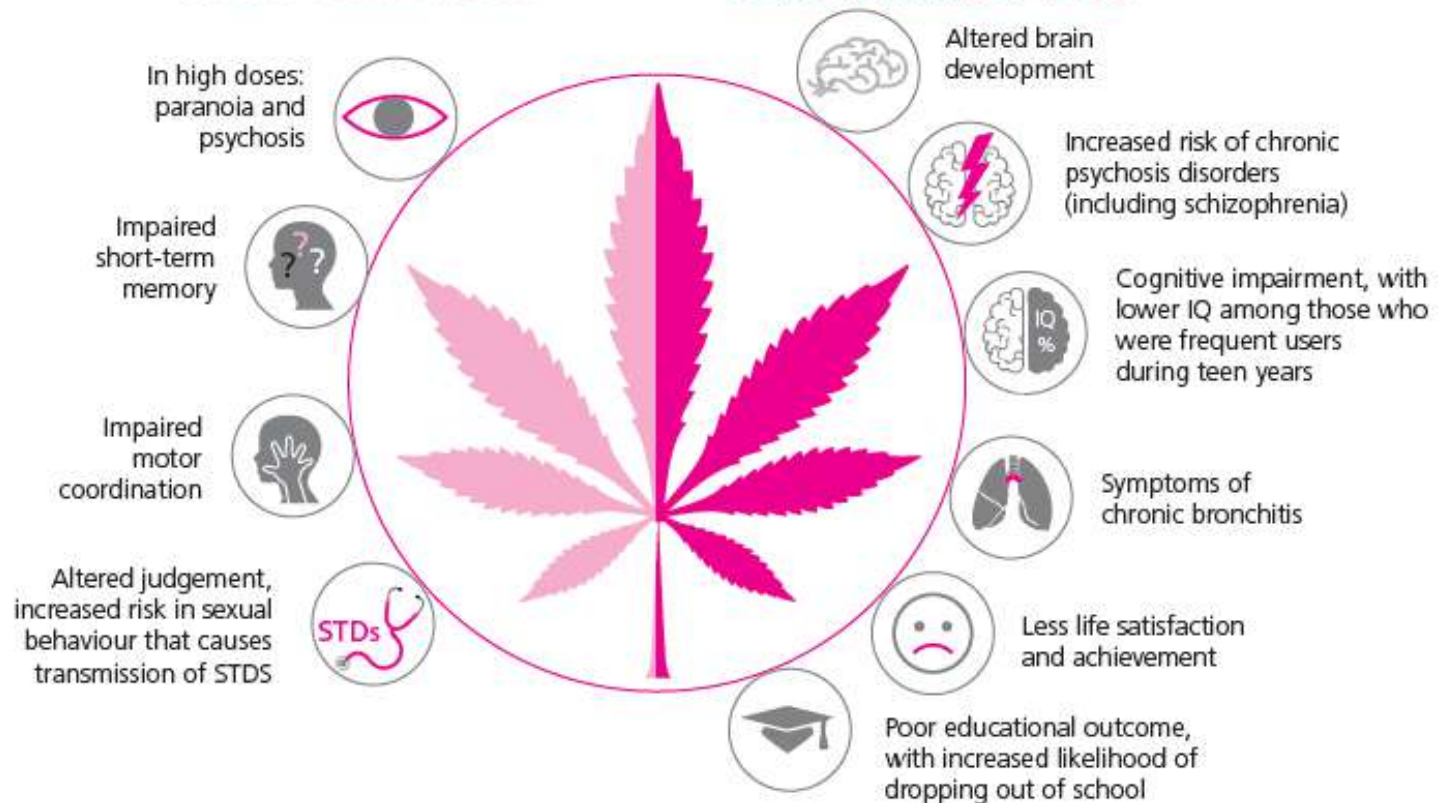 In high doses:
paranoia and
psychosis
Impaired
short-term
memory
? ? ?
Impaired
motor
coordination
Altered judgement,
increased risk in sexual
behaviour that causes
transmission of STDS
STDs
Altered brain
development
Increased risk of chronic
psychosis disorders
(including schizophrenia)
Cognitive impairment, with
lower IQ among those who
were frequent users
during teen years
IQ
%
Symptoms of
chronic bronchitis
Less life satisfaction
and achievement
Poor educational outcome,
with increased likelihood of
dropping out of school